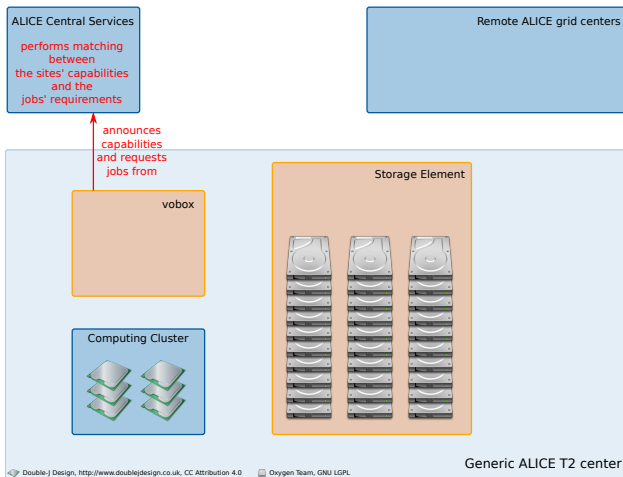 ALICE Central Services
performs matching
between
the sites' capabilities
and the
jobs' requirements
Remote ALICE grid centers
announces
capabilities
and requests
jobs from
vobox
Storage Element
Computing Cluster
Double-J Design, http://www.doublejdesign.co.uk, CC Attribution 4.0
Oxygen Team, GNU LGPL
Generic ALICE T2 center